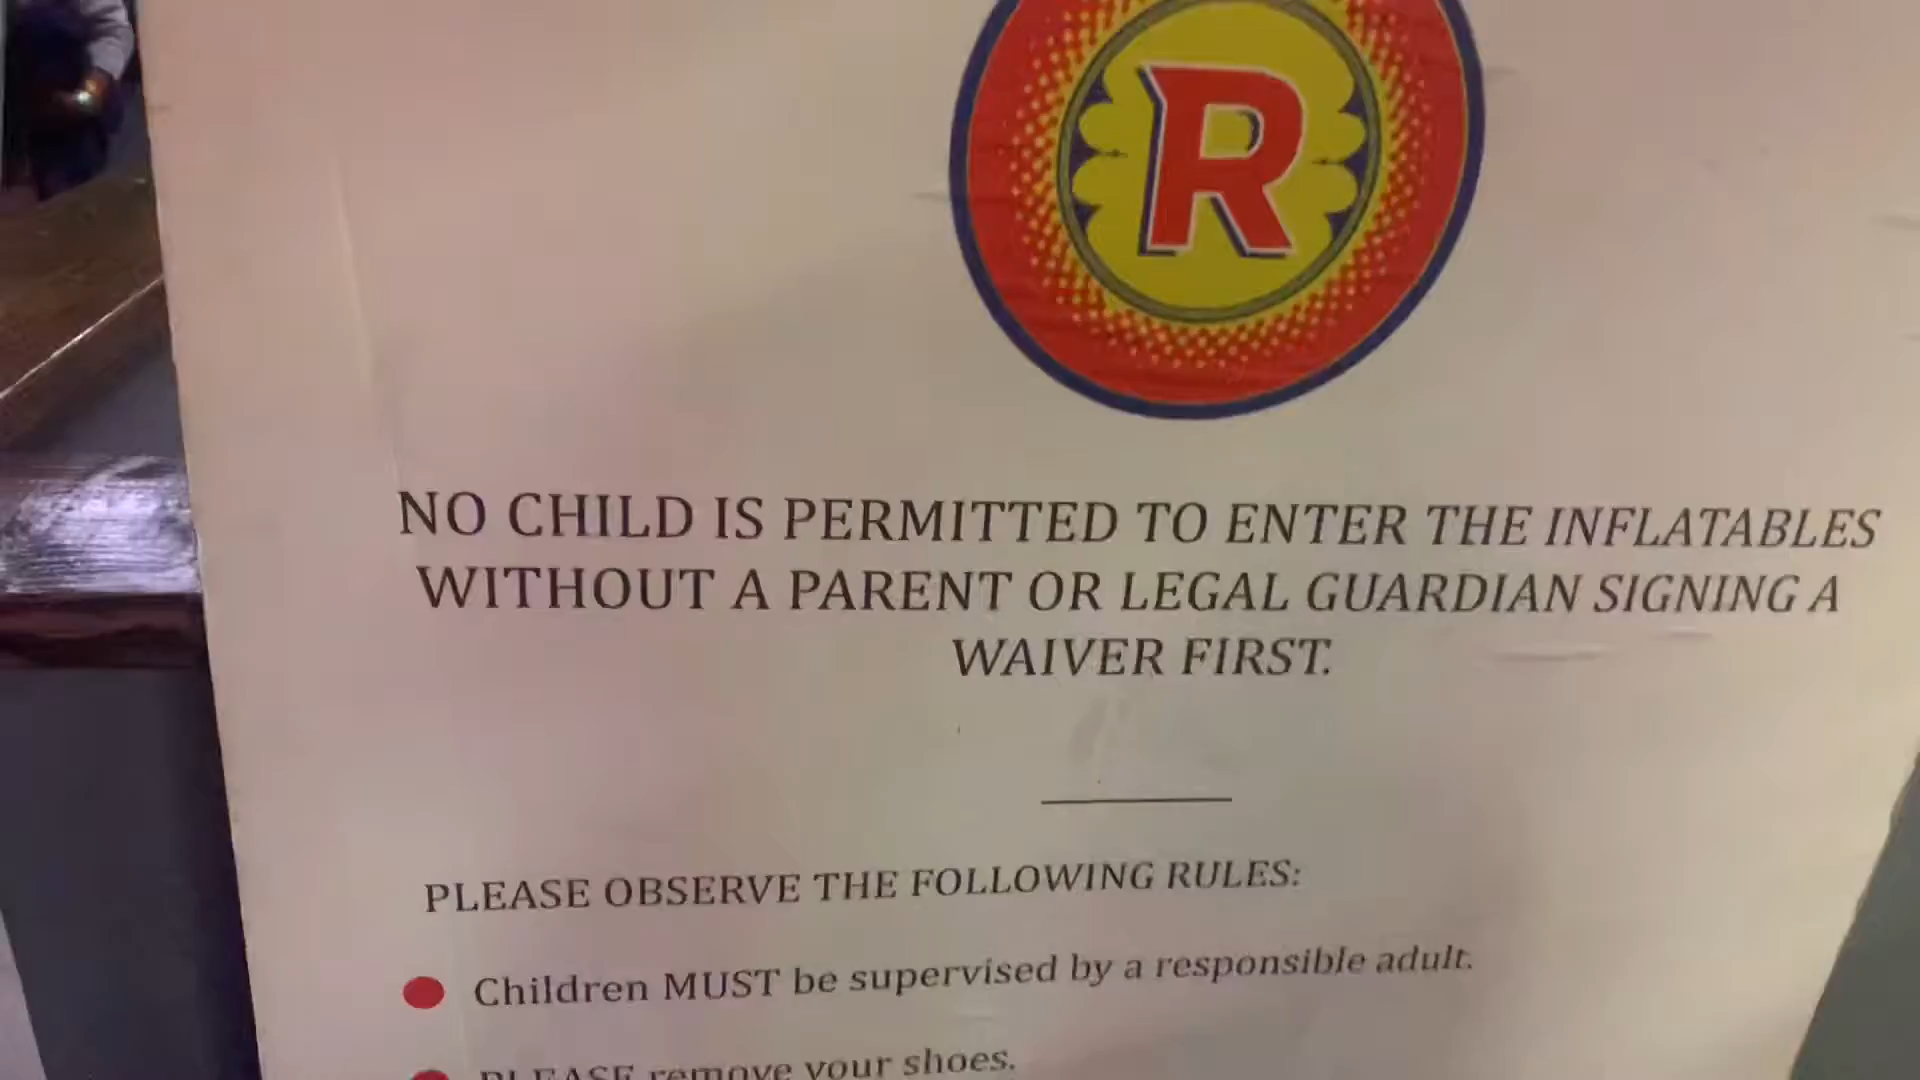 R
NO CHILD IS PERMITTED TO ENTER THE INFLATABLES
WITHOUT A PARENT OR LEGAL GUARDIAN SIGNING A
WAIVER FIRST.
PLEASE OBSERVE THE FOLLOWING RULES:
Children MUST be supervised by a responsible adult.
PLEASE remove your shoes.